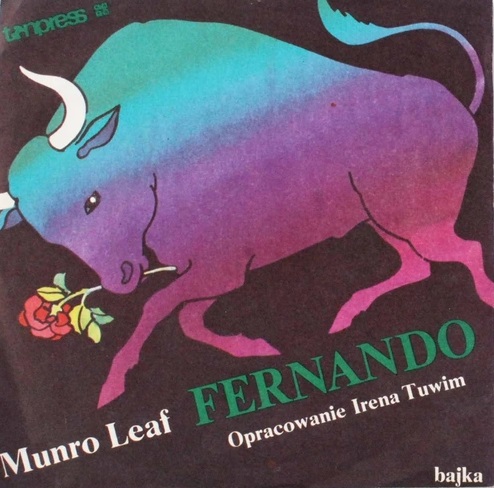 tonpress
Munro Leaf FERNANDO
Opracowanie Irena Tuwim
bajka